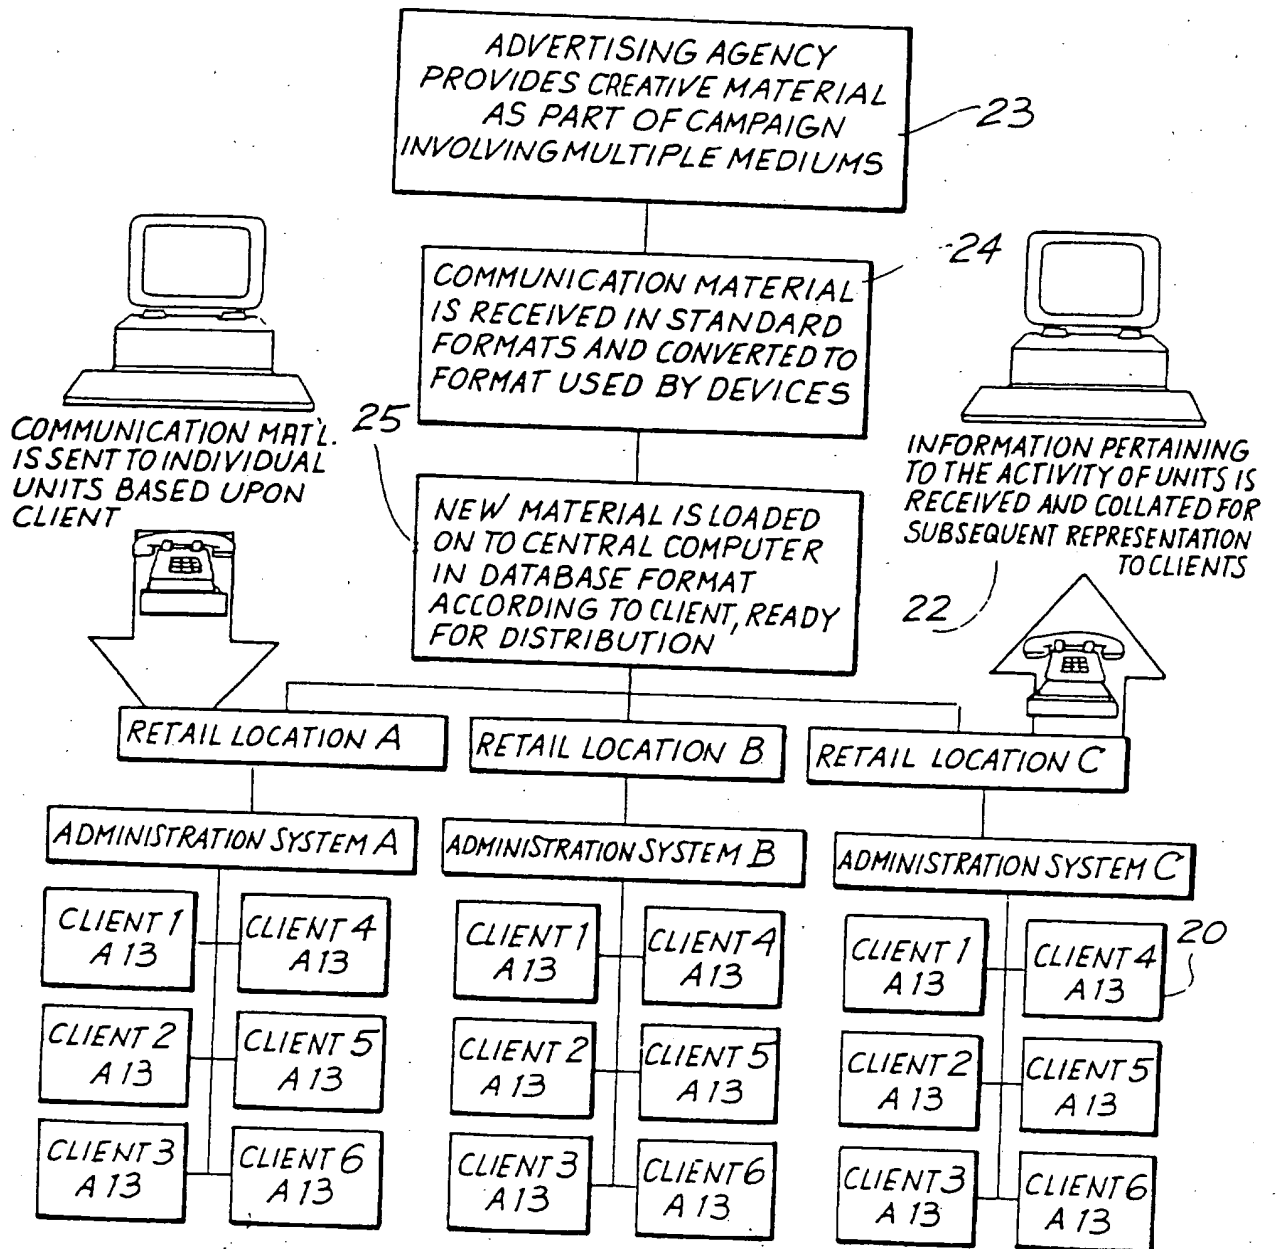 ADVERTISING AGENCY
PROVIDES CREATIVE MATERIAL
AS PART OF CAMPAIGN
INVOLVING MULTIPLE MEDIUMS
23
COMMUNICATION MATERIAL
IS RECEIVED IN STANDARD
FORMATS AND CONVERTED TO
FORMAT USED BY DEVICES
24
COMMUNICATION MAT'L.
IS SENT TO INDIVIDUAL
UNITS BASED UPON
CLIENT
25
NEW MATERIAL IS LOADED
ON TO CENTRAL COMPUTER
IN DATABASE FORMAT
ACCORDING TO CLIENT, READY
FOR DISTRIBUTION
INFORMATION PERTAINING
TO THE ACTIVITY OF UNITS IS
RECEIVED AND COLLATED FOR
SUBSEQUENT REPRESENTATION
TO CLIENTS
22
RETAIL LOCATION A
RETAIL LOCATION B
RETAIL LOCATION C
ADMINISTRATION SYSTEM A
ADMINISTRATION SYSTEM B
ADMINISTRATION SYSTEM C
CLIENT 1
A 13
CLIENT 4
A 13
CLIENT 1
A 13
CLIENT 4
A 13
CLIENT 1
A 13
CLIENT 4
A 13
20
CLIENT 2
A 13
CLIENT 5
A 13
CLIENT 2
A 13
CLIENT 5
A 13
CLIENT 2
A 13
CLIENT 5
A 13
CLIENT 3
A 13
CLIENT 6
A 13
CLIENT 3
A 13
CLIENT 6
A 13
CLIENT 3
A 13
CLIENT 6
A 13